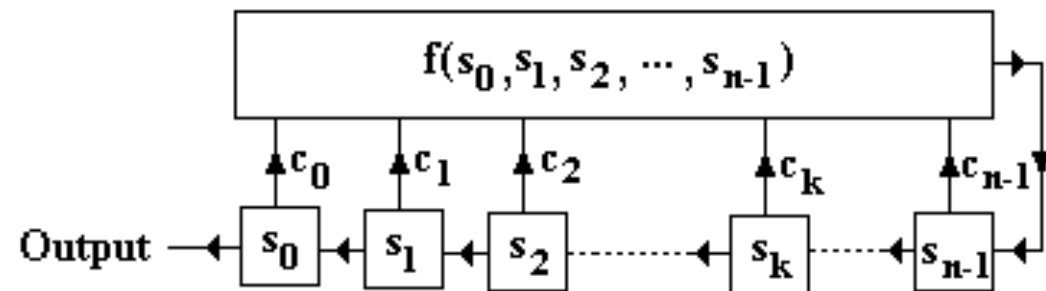 f(s₀,s₁,s₂, ⋯ ,sₙ₋₁)
c₀ c₁ c₂ cₖ cₙ₋₁
Output s₀ s₁ s₂ sₖ sₙ₋₁